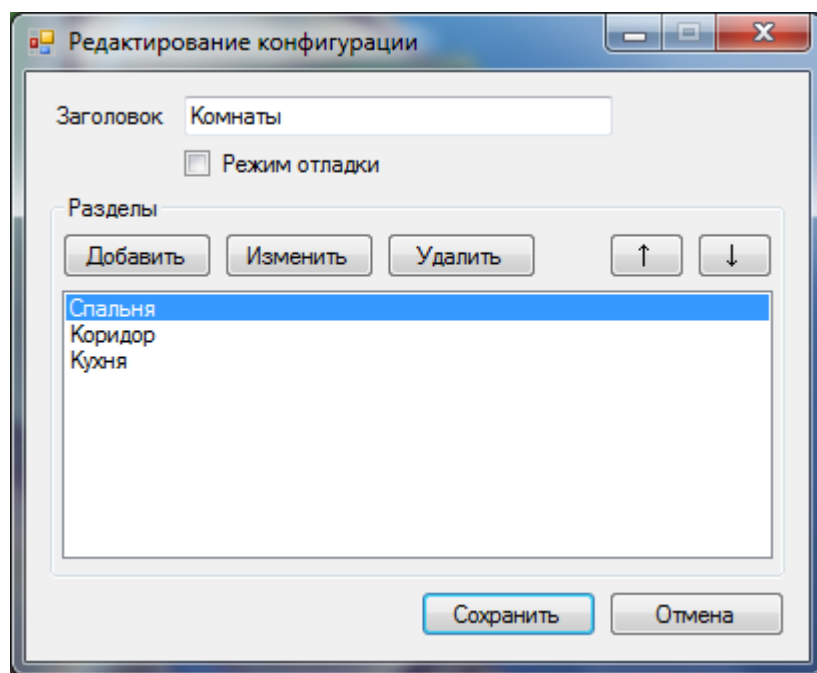 Редактирование конфигурации
Заголовок Комнаты
Режим отладки
Разделы
Добавить Изменить Удалить ↑ ↓
Спальня
Коридор
Кухня
Сохранить Отмена